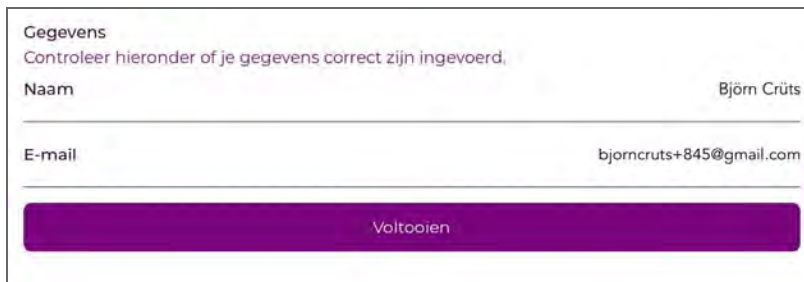 Gegevens
Controleer hieronder of je gegevens correct zijn ingevoerd.
Naam Björn Crüts
E-mail bjorncruts+845@gmail.com
Voltooien